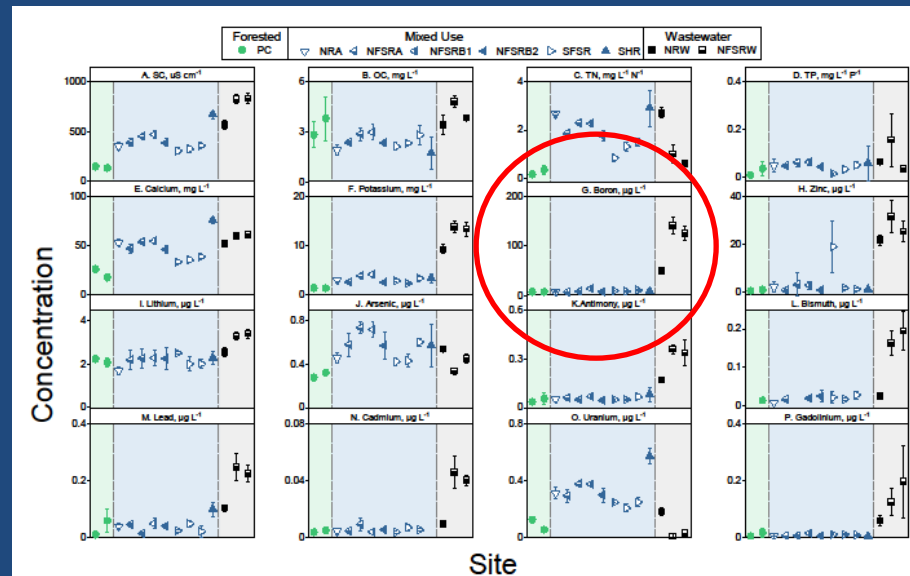 Forested Mixed Use Wastewater
PC NRA NFSRA NFSRB1 NFSRB2 SFSR SHR NRW NFSRW
A. SC, uS cm⁻¹ B. OC, mg L⁻¹ C. TN, mg L⁻¹ N⁻¹ D. TP, mg L⁻¹ P⁻¹
1000 6 4 0.4
500 3 2 0.2
0 0 0 0.0
E. Calcium, mg L⁻¹ F. Potassium, mg L⁻¹ G. Boron, µg L⁻¹ H. Zinc, µg L⁻¹
100 20 200 40
50 10 100 20
0 0 0 0
I. Lithium, µg L⁻¹ J. Arsenic, µg L⁻¹ K.Antimony, µg L⁻¹ L. Bismuth, µg L⁻¹
4 0.8 0.6 0.2
2 0.4 0.3 0.1
0 0.0 0.0 0.0
M. Lead, µg L⁻¹ N. Cadmium, µg L⁻¹ O. Uranium, µg L⁻¹ P. Gadolinium, µg L⁻¹
0.4 0.08 0.8 0.4
0.2 0.04 0.4 0.2
0.0 0.00 0.0 0.0
Concentration
Site